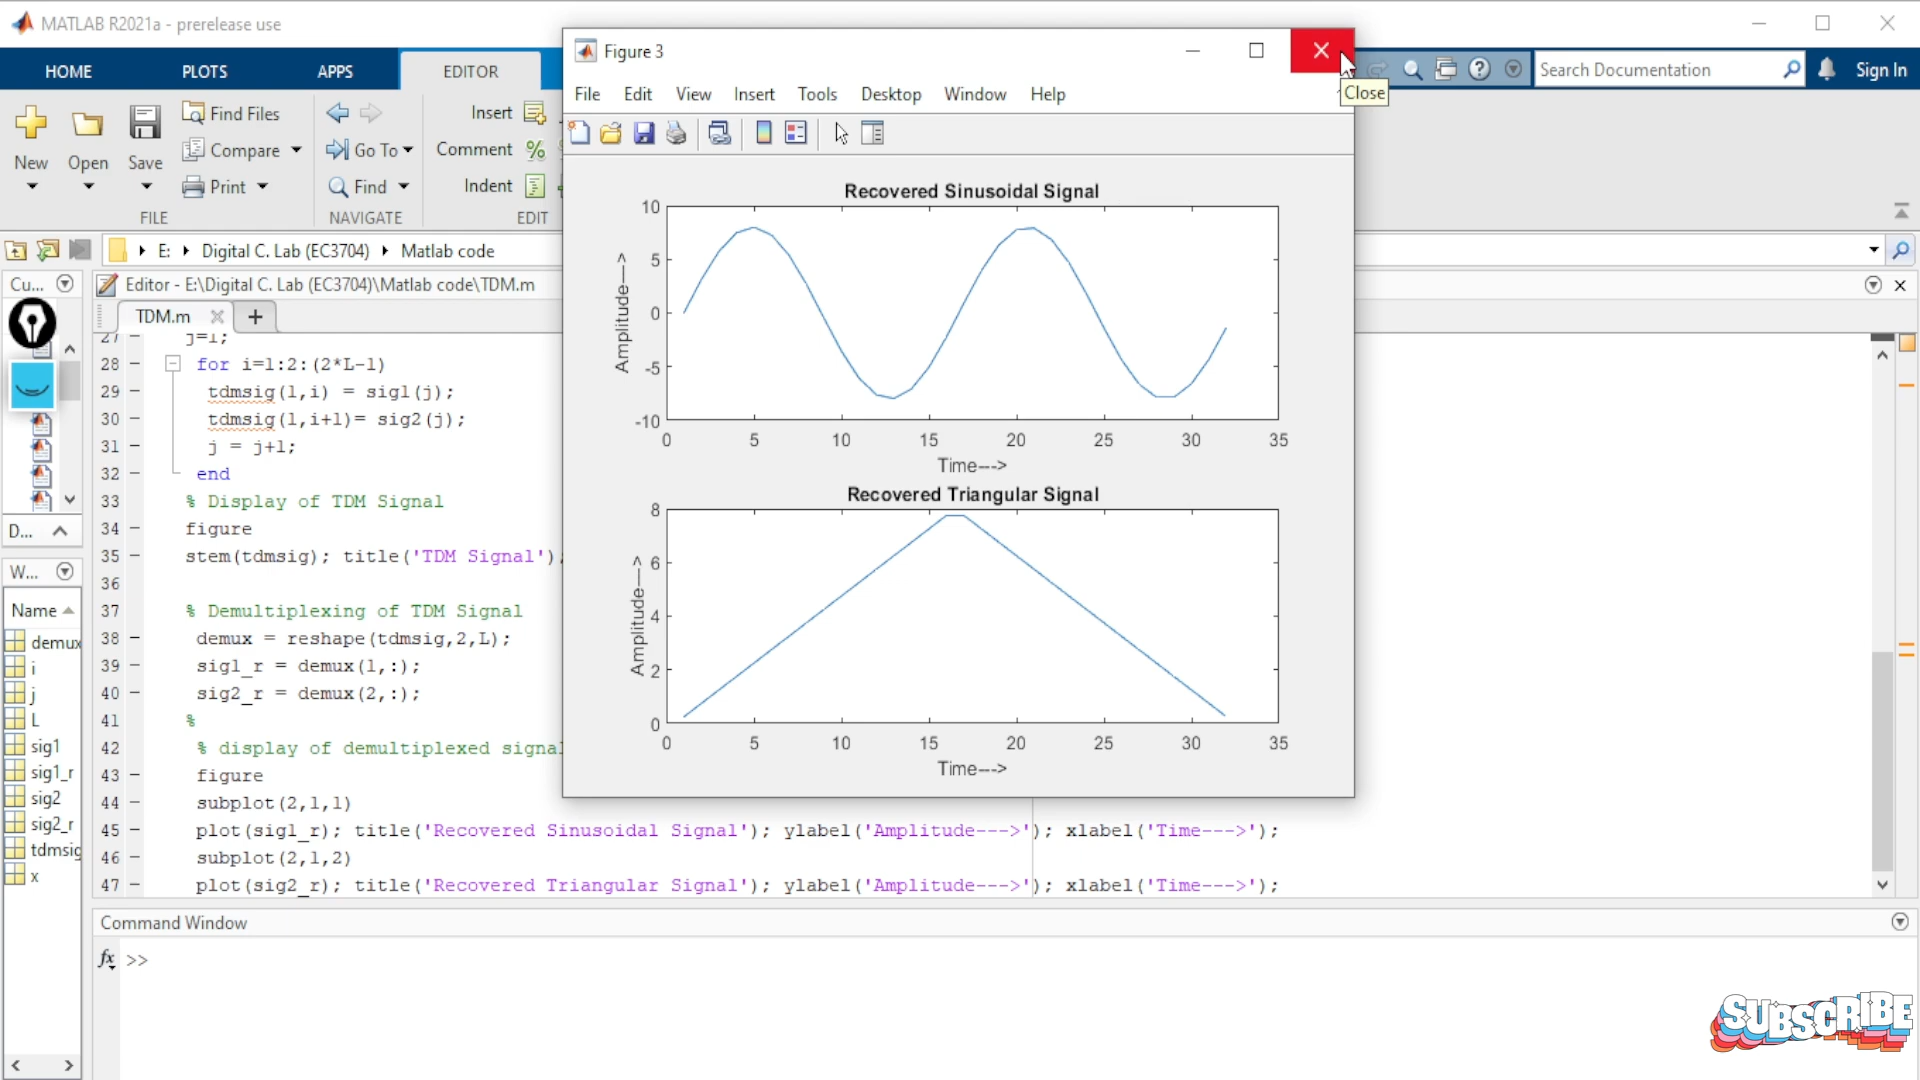 MATLAB R2021a - prerelease use
HOME PLOTS APPS EDITOR
Search Documentation
Sign In
New Open Save
Find Files
Compare
Print
FILE
Go To
Find
NAVIGATE
Insert
Comment
Indent
EDIT
E: Digital C. Lab (EC3704) Matlab code
Cu...
Editor - E:\Digital C. Lab (EC3704)\Matlab code\TDM.m
TDM.m
+
27 j=1;
28 for i=1:2:(2*L-1)
29 tdmsig(1,i) = sig1(j);
30 tdmsig(1,i+1)= sig2(j);
31 j = j+1;
32 end
33 % Display of TDM Signal
34 figure
35 stem(tdmsig); title('TDM Signal');
36
37 % Demultiplexing of TDM Signal
38 demux = reshape(tdmsig,2,L);
39 sig1_r = demux(1,:);
40 sig2_r = demux(2,:);
41 %
42 % display of demultiplexed signal
43 figure
44 subplot(2,1,1)
45 plot(sig1_r); title('Recovered Sinusoidal Signal'); ylabel('Amplitude--->'); xlabel('Time--->');
46 subplot(2,1,2)
47 plot(sig2_r); title('Recovered Triangular Signal'); ylabel('Amplitude--->'); xlabel('Time--->');
D...
W...
Name
demux
i
j
L
sig1
sig1_r
sig2
sig2_r
tdmsig
x
Command Window
fx >>
Figure 3
Close
File Edit View Insert Tools Desktop Window Help
Recovered Sinusoidal Signal
10
5
0
-5
-10
Amplitude--->
0 5 10 15 20 25 30 35
Time--->
Recovered Triangular Signal
8
6
4
2
0
Amplitude--->
0 5 10 15 20 25 30 35
Time--->
SUBSCRIBE